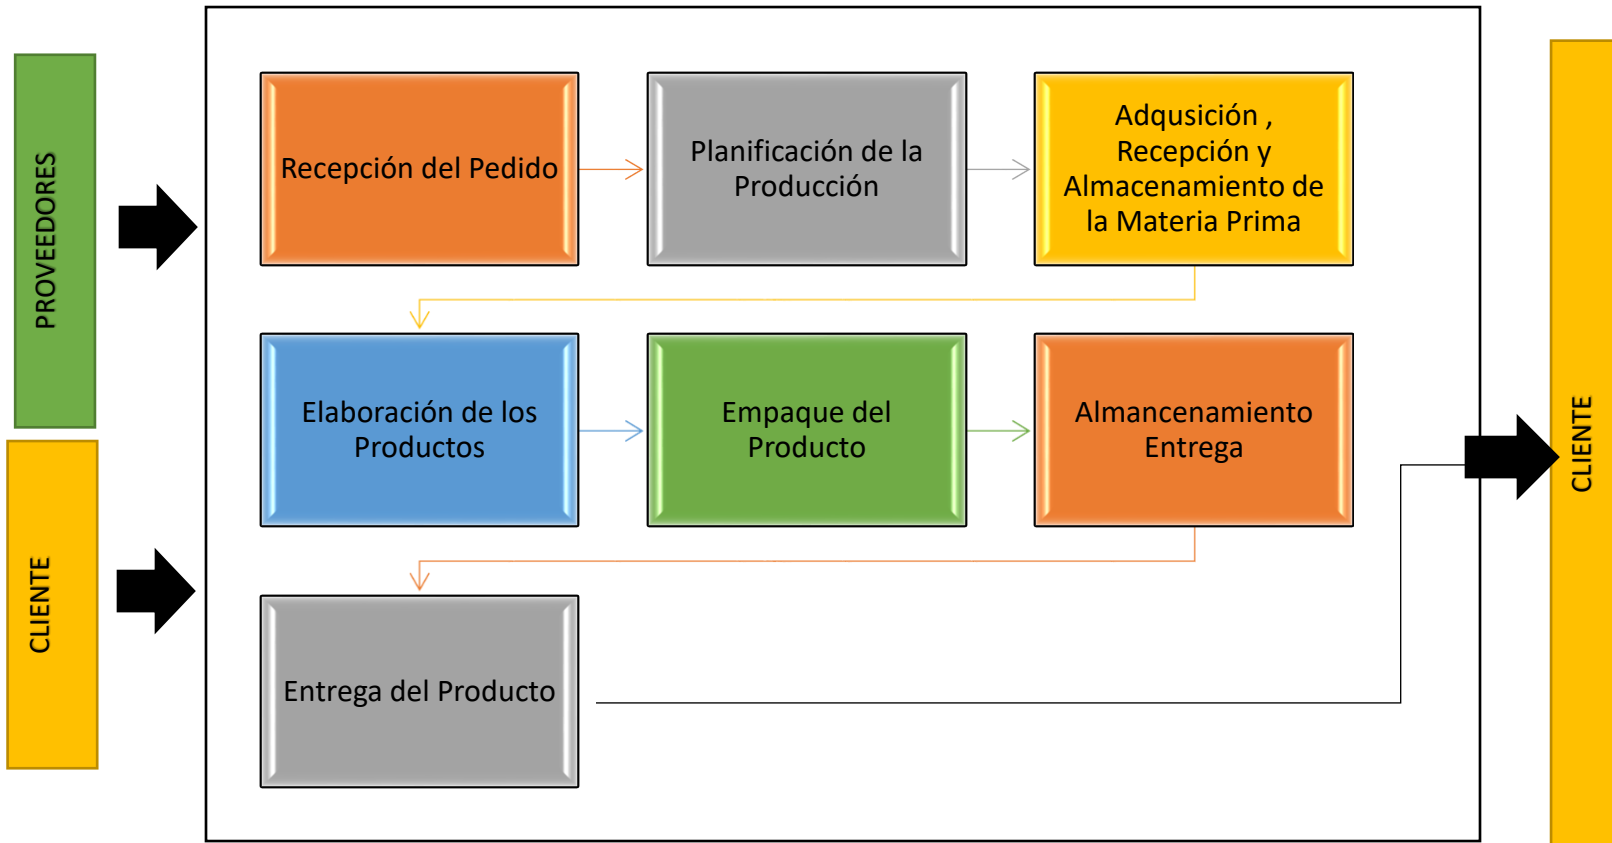 PROVEEDORES
CLIENTE
Recepción del Pedido
Planificación de la
Producción
Adqusición ,
Recepción y
Almacenamiento de
la Materia Prima
Elaboración de los
Productos
Empaque del
Producto
Almancenamiento
Entrega
Entrega del Producto
CLIENTE